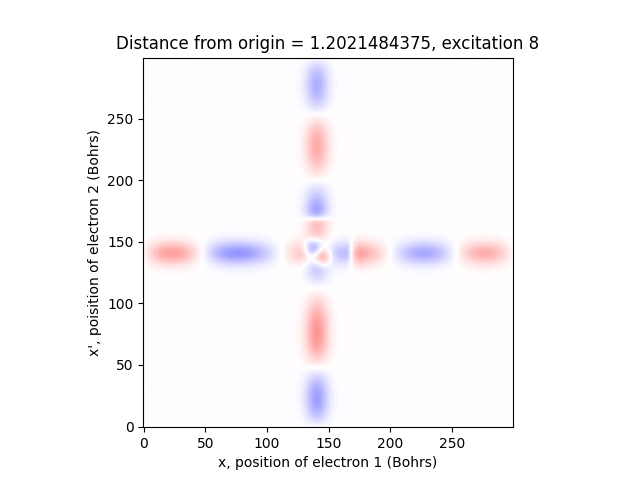 Distance from origin = 1.2021484375, excitation 8
x', poisition of electron 2 (Bohrs)
250
200
150
100
50
0
0 50 100 150 200 250
x, position of electron 1 (Bohrs)